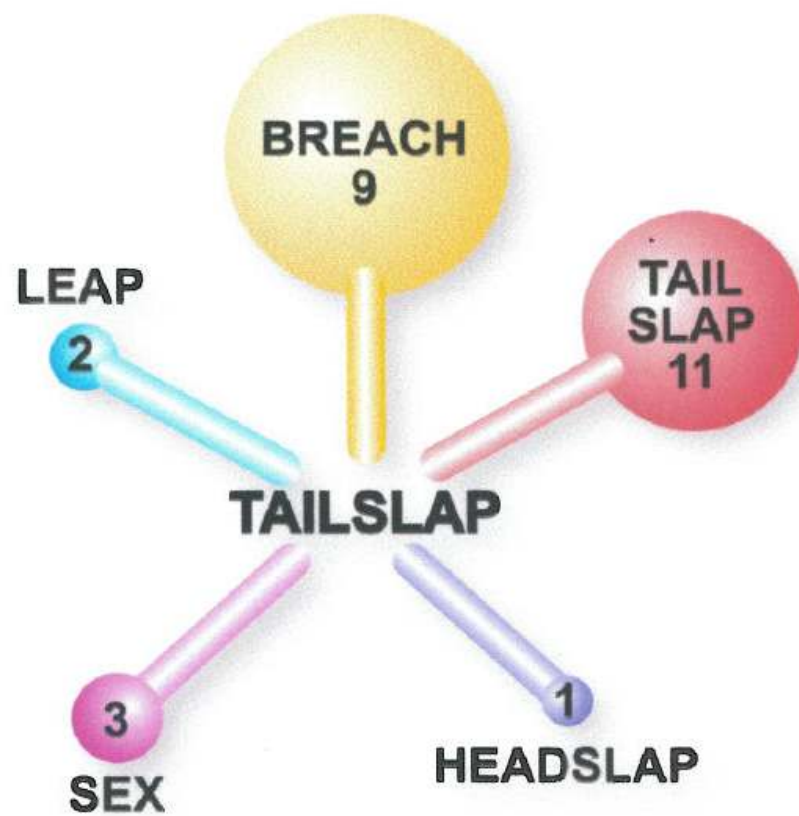 BREACH
9
LEAP
2
TAIL
SLAP
11
TAILSLAP
3
SEX
1
HEADSLAP